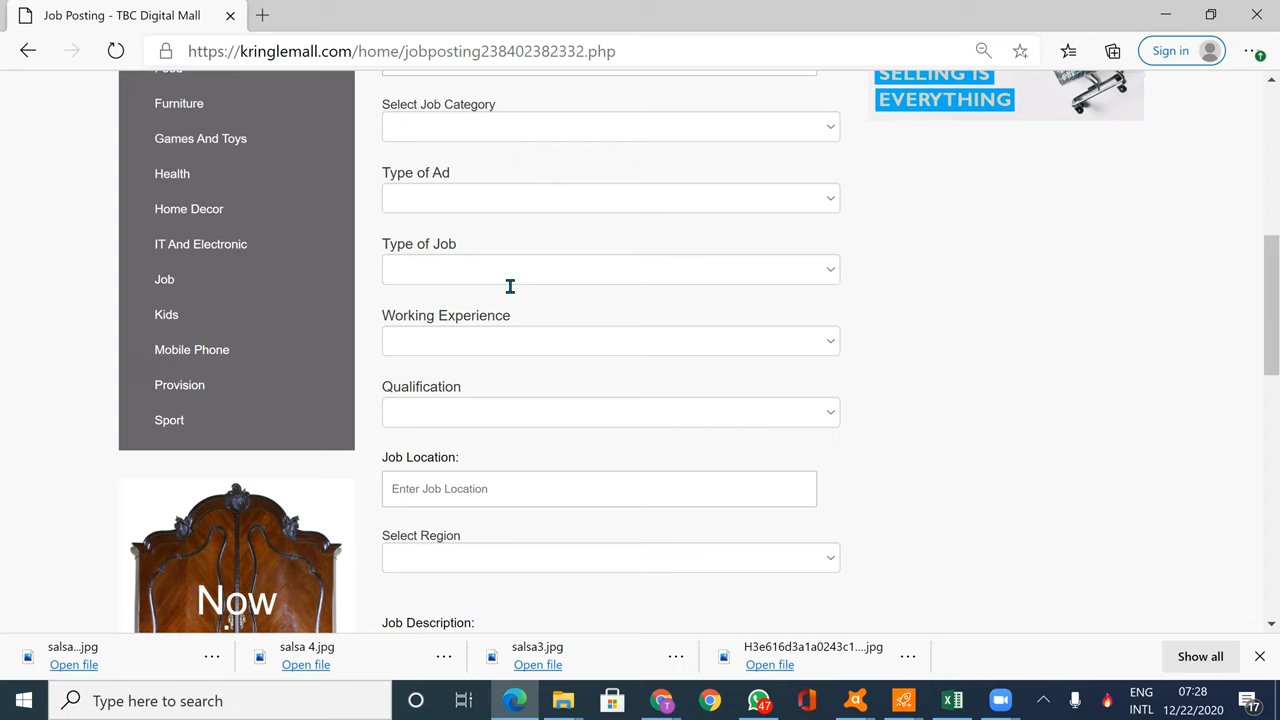 Job Posting - TBC Digital Mall
https://kringlemall.com/home/jobposting238402382332.php
Sign in
Food
Furniture
Games And Toys
Health
Home Decor
IT And Electronic
Job
Kids
Mobile Phone
Provision
Sport
Now
Select Job Category
Type of Ad
Type of Job
Working Experience
Qualification
Job Location:
Enter Job Location
Select Region
Job Description:
SELLING IS
EVERYTHING
salsa...jpg
Open file
salsa 4.jpg
Open file
salsa3.jpg
Open file
H3e616d3a1a0243c1....jpg
Open file
Show all
Type here to search
47
ENG
INTL
07:28
12/22/2020
17